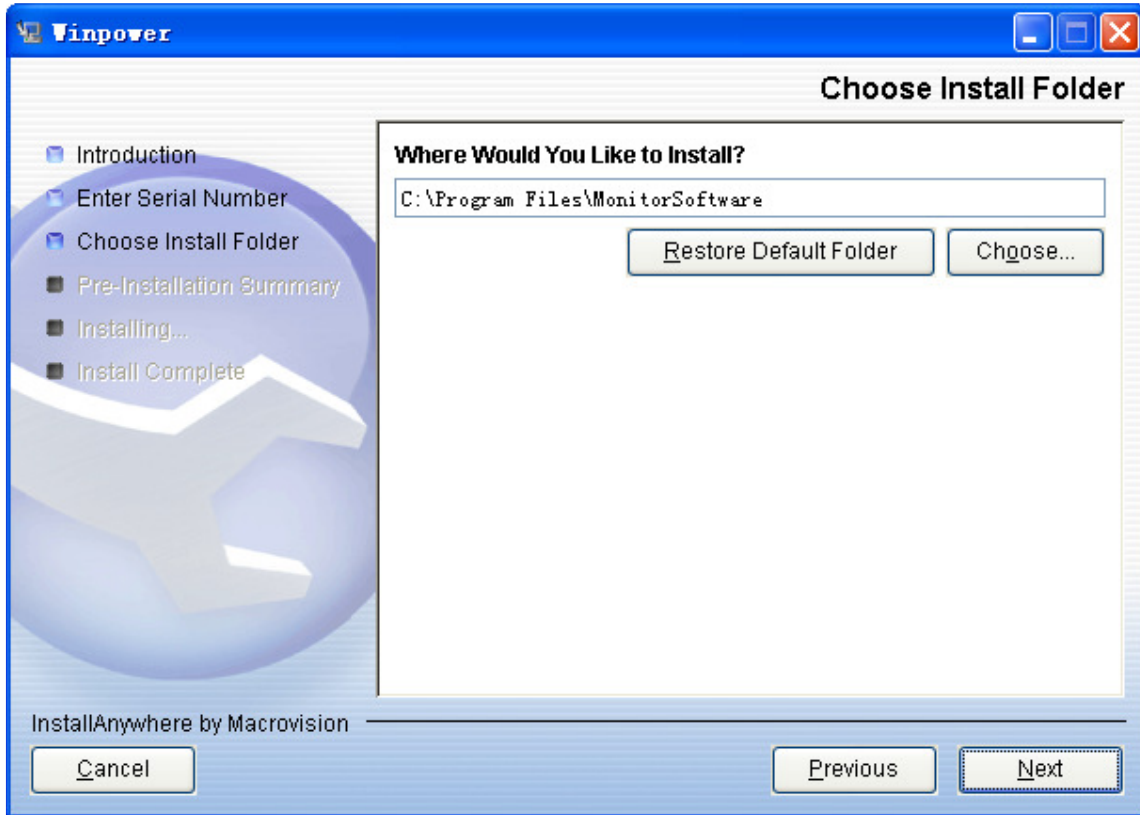 Winpower
Choose Install Folder
Introduction
Enter Serial Number
Choose Install Folder
Pre-Installation Summary
Installing...
Install Complete
Where Would You Like to Install?
C:\Program Files\MonitorSoftware
Restore Default Folder
Choose...
InstallAnywhere by Macrovision
Cancel
Previous
Next